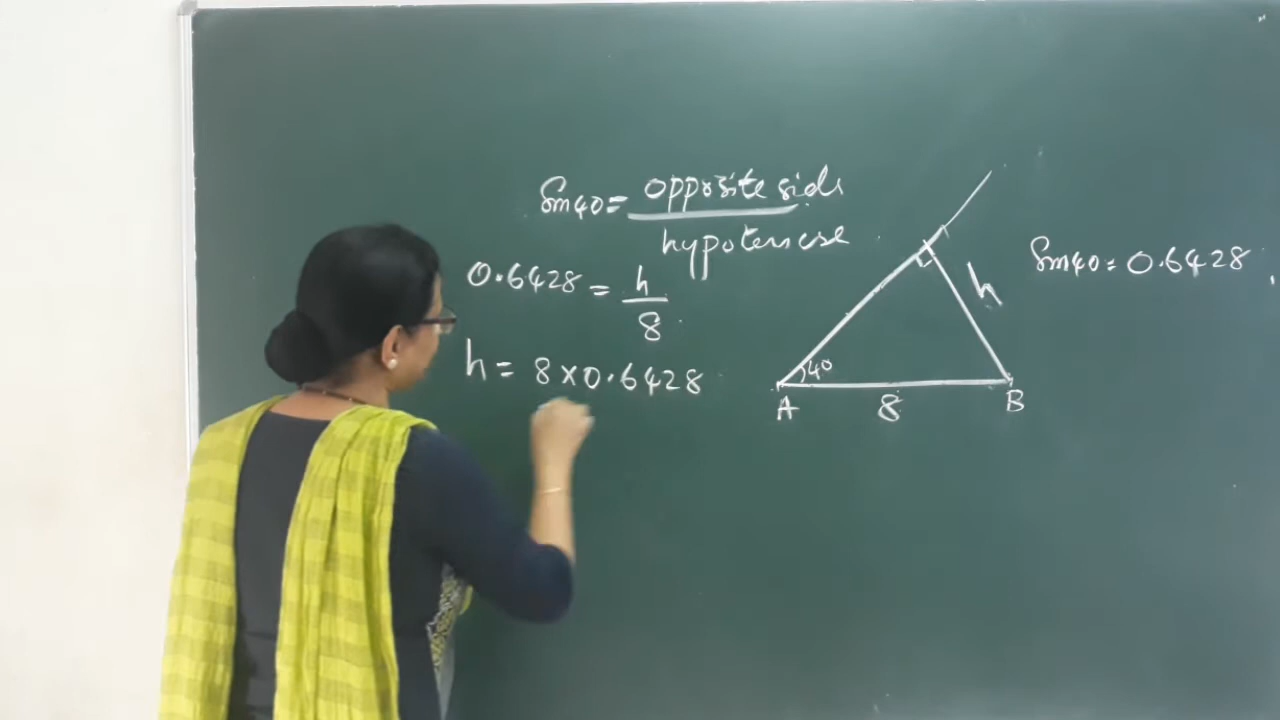 Sin40 = opposite side
hypotenuse
0.6428 = h
8
h = 8 × 0.6428
Sin40 = 0.6428
h
40
A 8 B